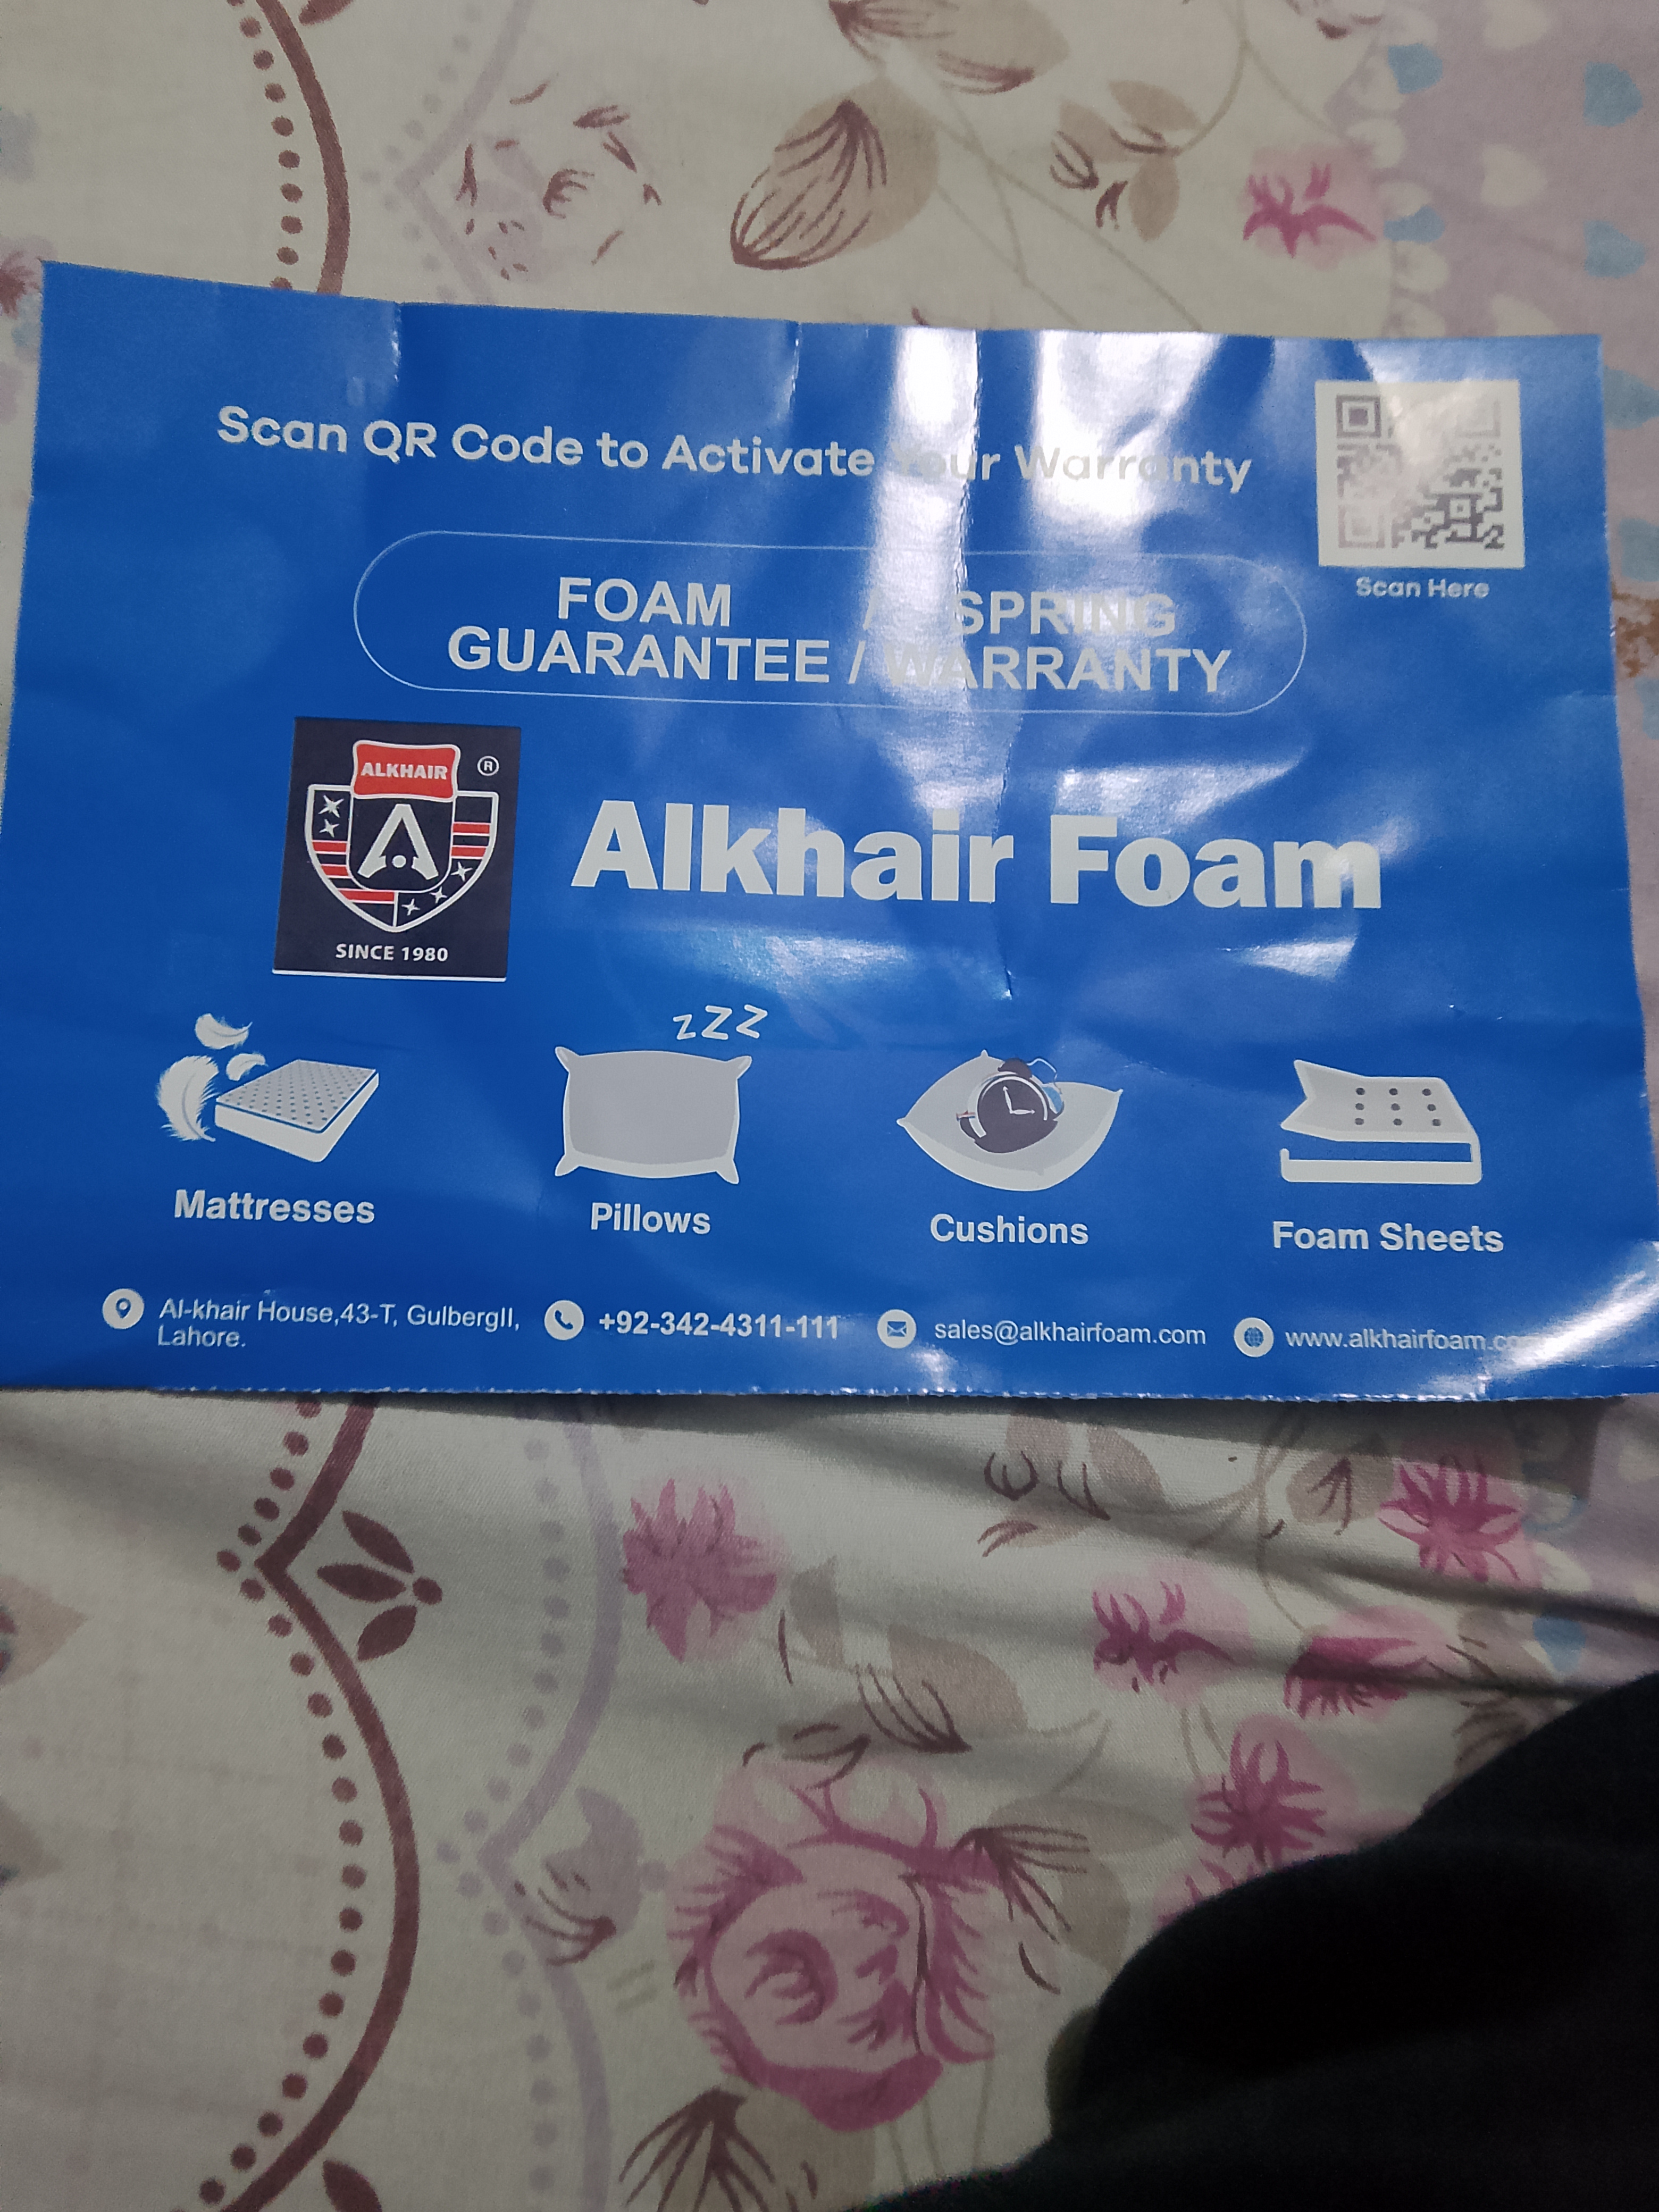 Scan QR Code to Activate Your Warranty
Scan Here
FOAM / SPRING
GUARANTEE / WARRANTY
ALKHAIR ®
SINCE 1980
Alkhair Foam
zZZ
Mattresses
Pillows
Cushions
Foam Sheets
Al-khair House,43-T, GulbergII,
Lahore.
+92-342-4311-111
sales@alkhairfoam.com
www.alkhairfoam.com